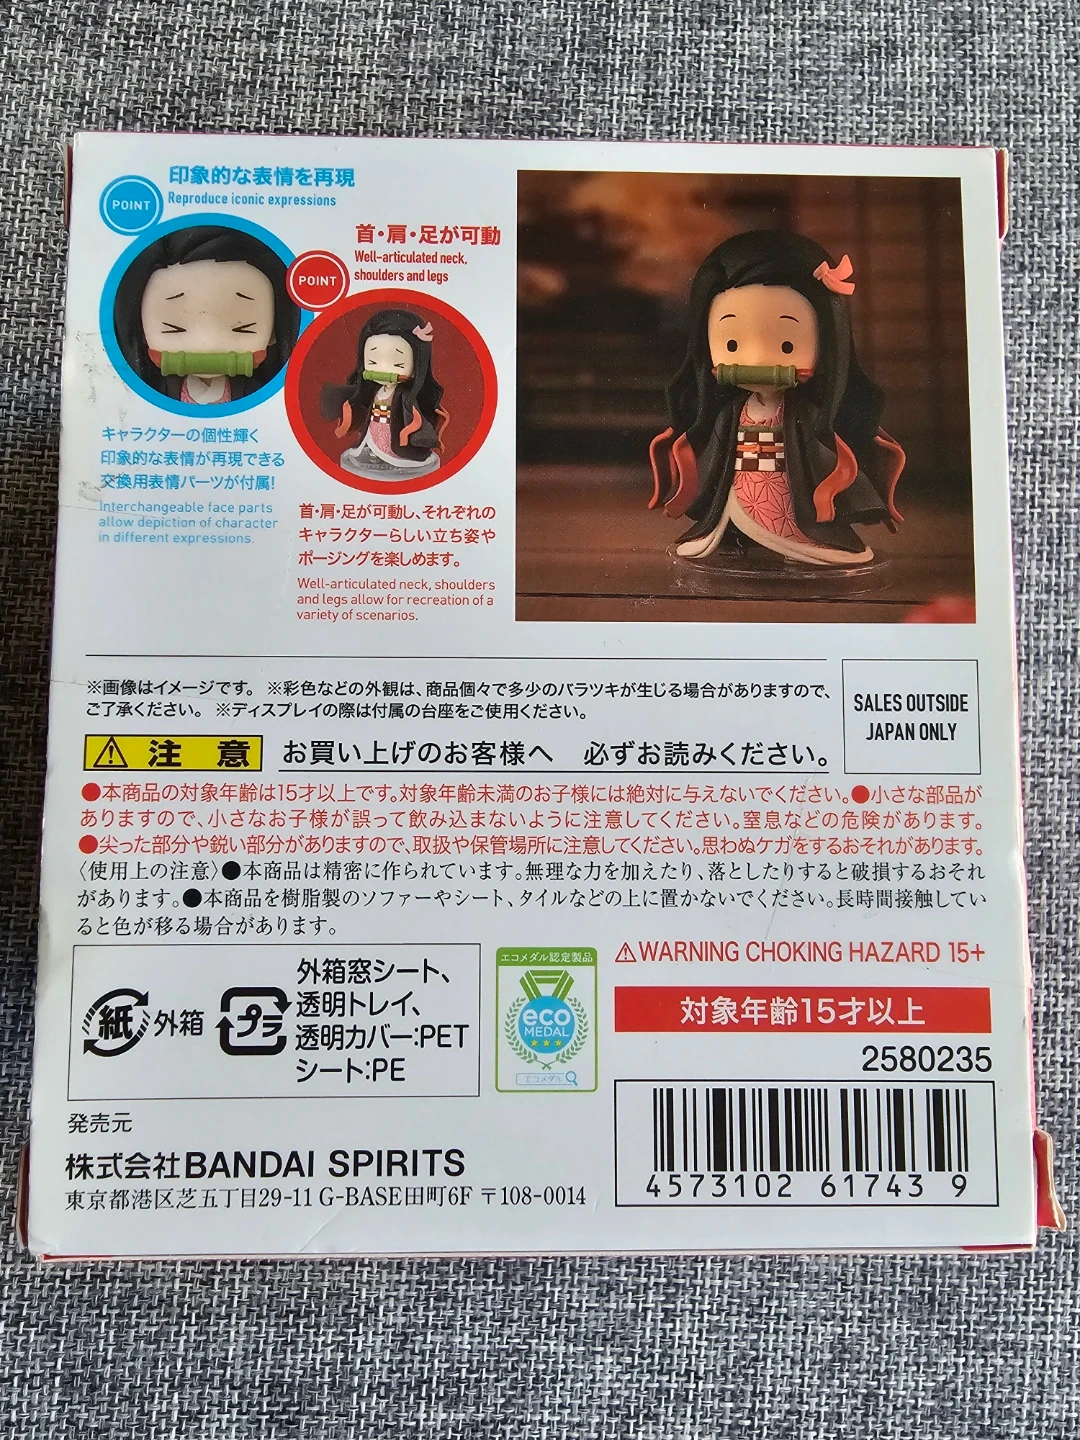 POINT
印象的な表情を再現
Reproduce iconic expressions
キャラクターの個性輝く
印象的な表情が再現できる
交換用表情パーツが付属!
Interchangeable face parts
allow depiction of character
in different expressions.
POINT
首・肩・足が可動
Well-articulated neck,
shoulders and legs
首・肩・足が可動し、それぞれの
キャラクターらしい立ち姿や
ポージングを楽しめます。
Well-articulated neck, shoulders
and legs allow for recreation of a
variety of scenarios.
※画像はイメージです。 ※彩色などの外観は、商品個々で多少のバラツキが生じる場合がありますので、
ご了承ください。 ※ディスプレイの際は付属の台座をご使用ください。
SALES OUTSIDE
JAPAN ONLY
注意 お買い上げのお客様へ 必ずお読みください。
●本商品の対象年齢は15才以上です。対象年齢未満のお子様には絶対に与えないでください。●小さな部品が
ありますので、小さなお子様が誤って飲み込まないように注意してください。窒息などの危険があります。
●尖った部分や鋭い部分がありますので、取扱や保管場所に注意してください。思わぬケガをするおそれがあります。
〈使用上の注意〉●本商品は精密に作られています。無理な力を加えたり、落としたりすると破損するおそれ
があります。●本商品を樹脂製のソファーやシート、タイルなどの上に置かないでください。長時間接触してい
ると色が移る場合があります。
紙 外箱
プラ
外箱窓シート、
透明トレイ、
透明カバー:PET
シート:PE
エコメダル認定製品
eco
MEDAL
エコメダル
⚠WARNING CHOKING HAZARD 15+
対象年齢15才以上
2580235
4573102 61743 9
発売元
株式会社BANDAI SPIRITS
東京都港区芝五丁目29-11 G-BASE田町6F 〒108-0014